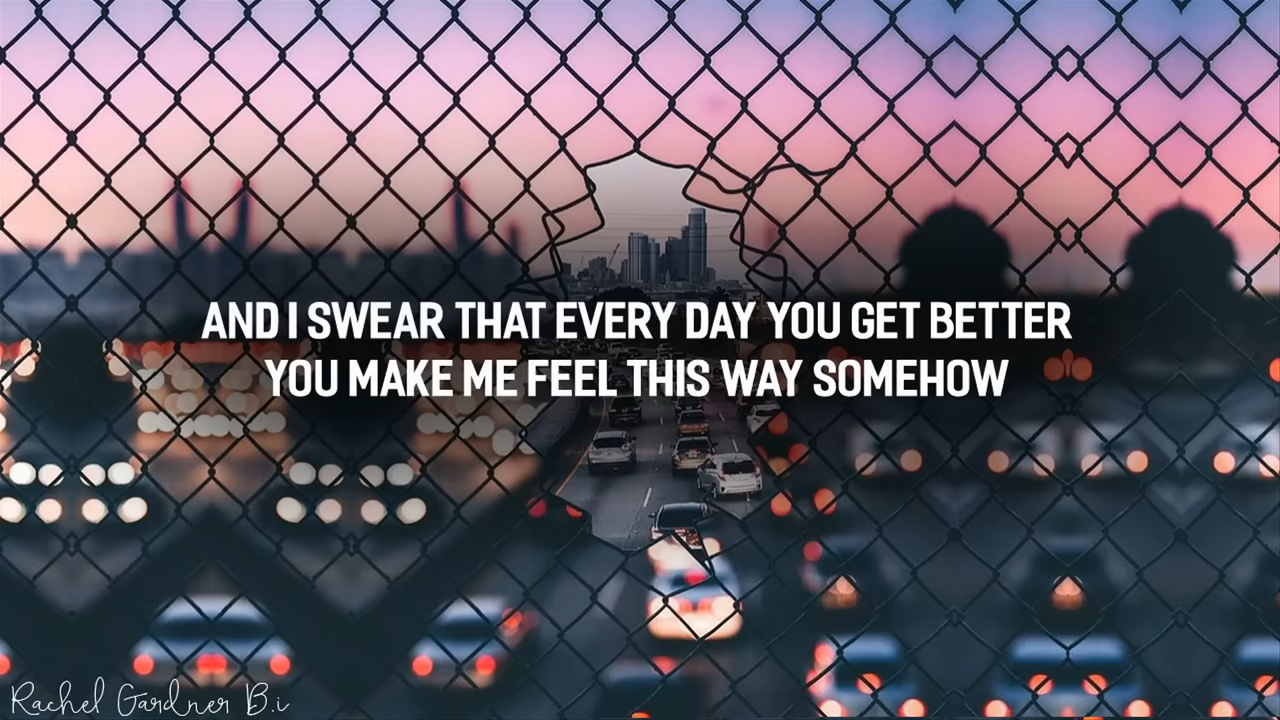 AND I SWEAR THAT EVERY DAY YOU GET BETTER
YOU MAKE ME FEEL THIS WAY SOMEHOW
Rachel Gardner B.i